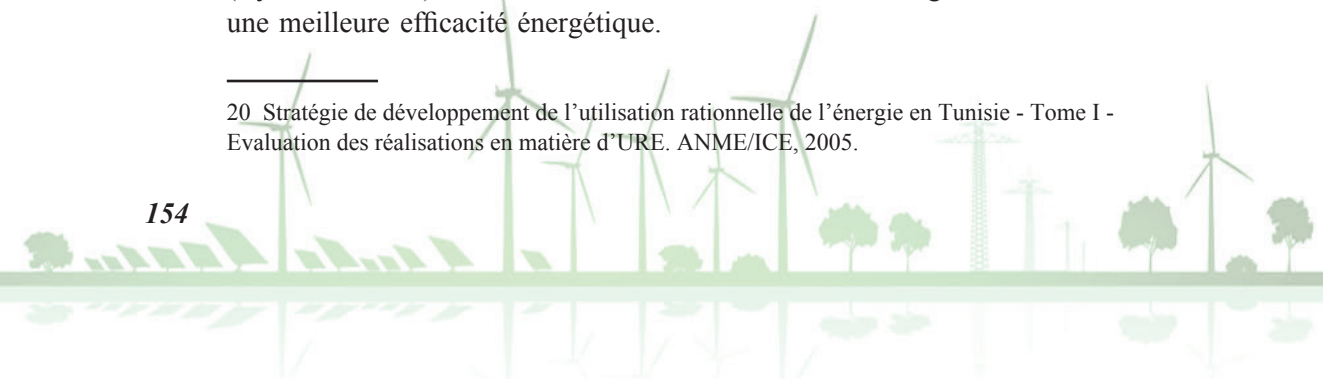 une meilleure efficacité énergétique.
20 Stratégie de développement de l'utilisation rationnelle de l'énergie en Tunisie - Tome I -
Evaluation des réalisations en matière d'URE. ANME/ICE, 2005.
154